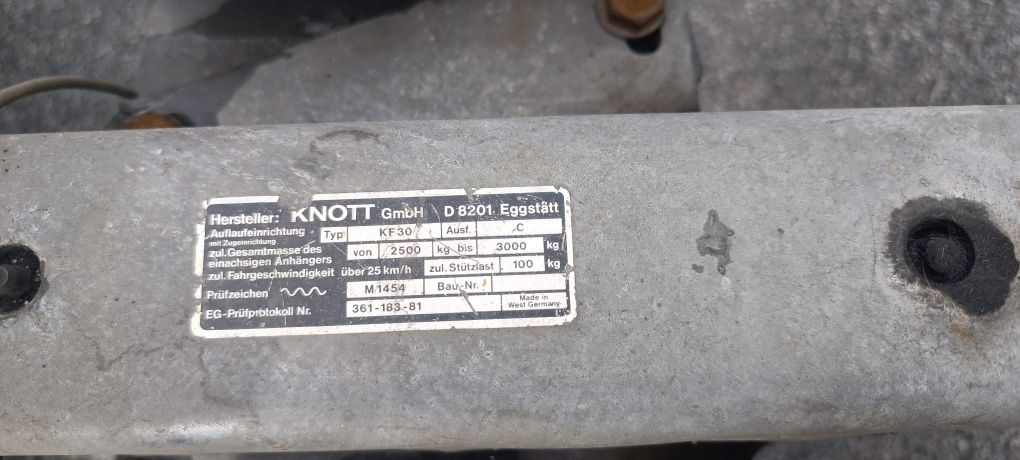 Hersteller: KNOTT GmbH D 8201 Eggstätt
Auflaufeinrichtung Typ KF30 Ausf. C
mit Zugeinrichtung
zul. Gesamtmasse des von 2500 kg bis 3000 kg
einachsigen Anhängers
zul. Fahrgeschwindigkeit über 25 km/h zul. Stützlast 100 kg
Prüfzeichen M1454 Bau-Nr.
EG-Prüfprotokoll Nr. 361-183-81 Made in
West Germany